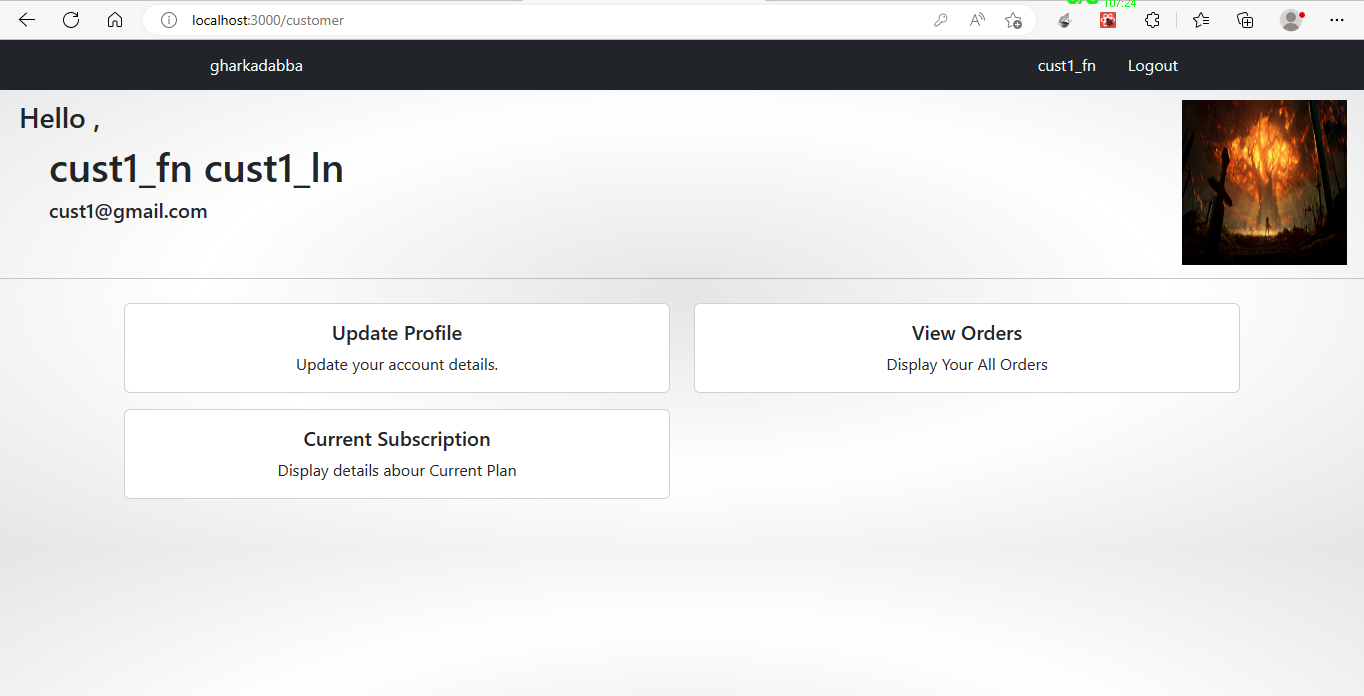 107:24
localhost:3000/customer
gharkadabba
cust1_fn
Logout
Hello ,
cust1_fn cust1_ln
cust1@gmail.com
Update Profile
Update your account details.
View Orders
Display Your All Orders
Current Subscription
Display details abour Current Plan